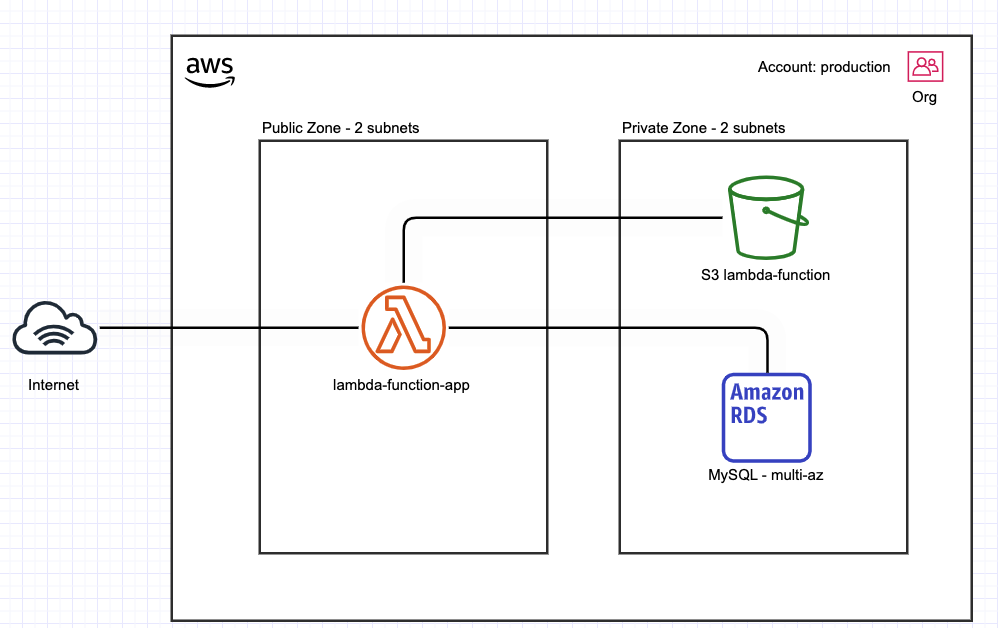 aws
Account: production
Org
Public Zone - 2 subnets
Private Zone - 2 subnets
S3 lambda-function
Internet
lambda-function-app
Amazon
RDS
MySQL - multi-az